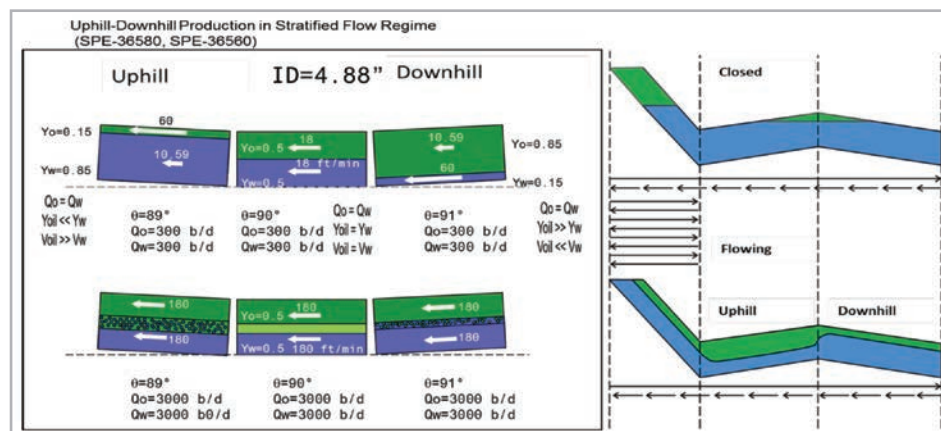 Uphill-Downhill Production in Stratified Flow Regime
(SPE-36580, SPE-36560)
Uphill ID=4.88" Downhill
60
Yo=0.15
10.59
Yw=0.85
18
Yo=0.5
18 ft/min
Yw=0.5
10.59
Yo=0.85
60
Yw=0.15
Qo = Qw
Yoil << Yw
Voil >> Vw
θ=89°
Qo=300 b/d
Qw=300 b/d
θ=90°
Qo=300 b/d
Qw=300 b/d
Qo = Qw
Yoil = Yw
Voil = Vw
θ=91°
Qo=300 b/d
Qw=300 b/d
Qo = Qw
Yoil >> Yw
Voil << Vw
180
180
180
Yo=0.5
Yw=0.5 180 ft/min
180
180
θ=89°
Qo=3000 b/d
Qw=3000 b0/d
θ=90°
Qo=3000 b/d
Qw=3000 b/d
θ=91°
Qo=3000 b/d
Qw=3000 b/d
Closed
Flowing
Uphill
Downhill